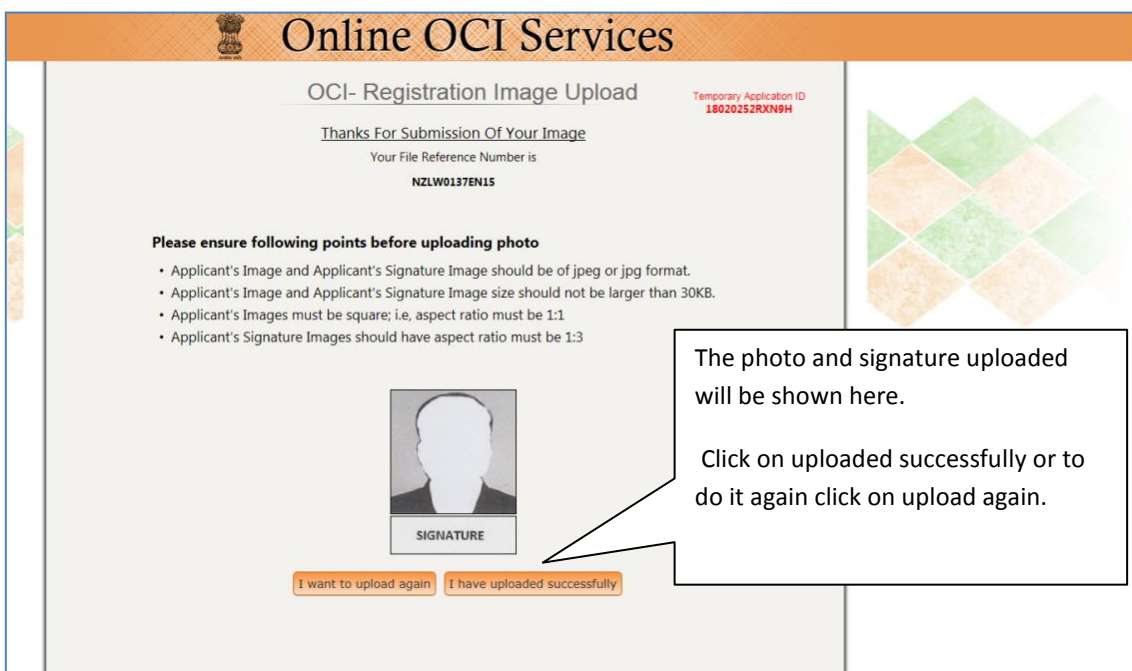 Online OCI Services
OCI- Registration Image Upload
Temporary Application ID
18020252RXN9H
Thanks For Submission Of Your Image
Your File Reference Number is
NZLW0137EN15
Please ensure following points before uploading photo
• Applicant's Image and Applicant's Signature Image should be of jpeg or jpg format.
• Applicant's Image and Applicant's Signature Image size should not be larger than 30KB.
• Applicant's Images must be square; i.e, aspect ratio must be 1:1
• Applicant's Signature Images should have aspect ratio must be 1:3
The photo and signature uploaded
will be shown here.
Click on uploaded successfully or to
do it again click on upload again.
SIGNATURE
I want to upload again
I have uploaded successfully